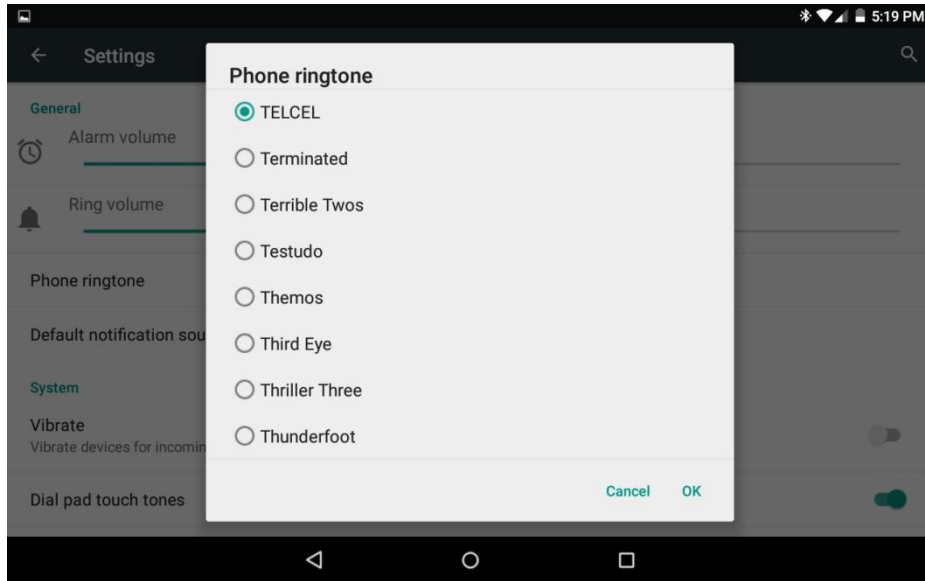 5:19 PM
Settings
Phone ringtone
General
TELCEL
Alarm volume
Terminated
Ring volume
Terrible Twos
Testudo
Phone ringtone
Themos
Default notification sou
Third Eye
System
Thriller Three
Vibrate
Vibrate devices for incomin
Thunderfoot
Cancel OK
Dial pad touch tones